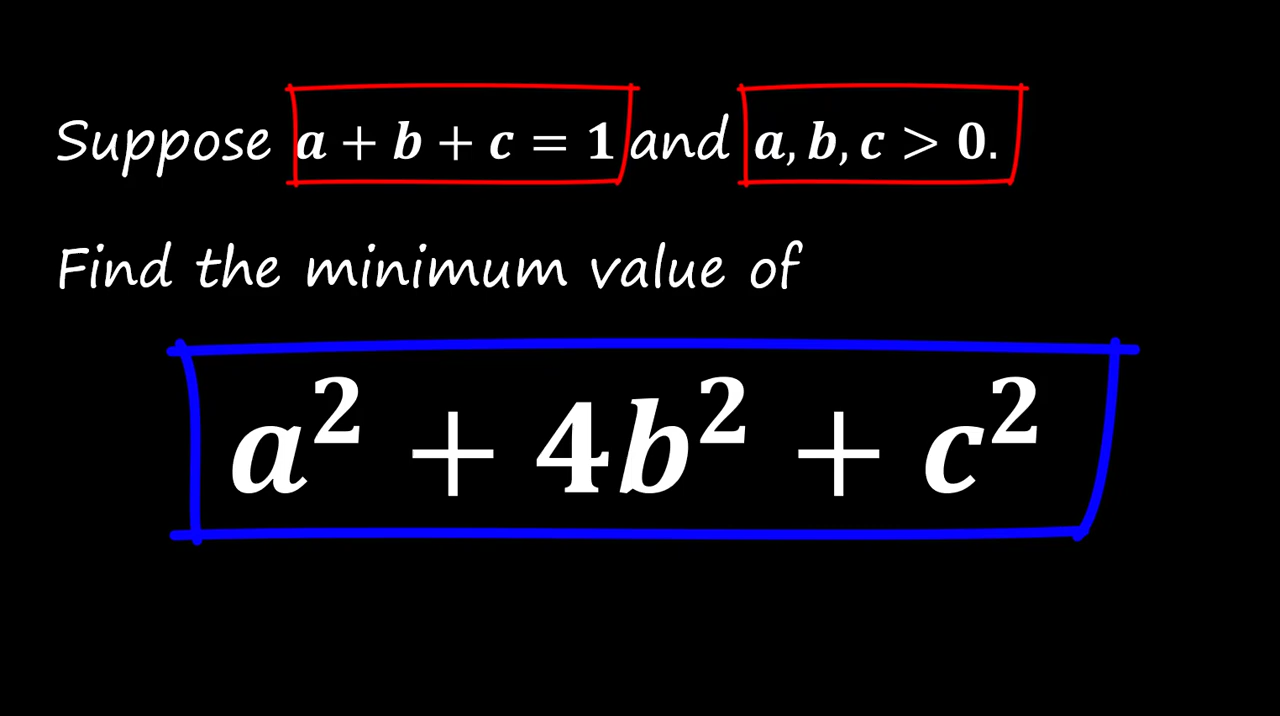 Suppose a + b + c = 1 and a, b, c > 0.
Find the minimum value of
a² + 4b² + c²